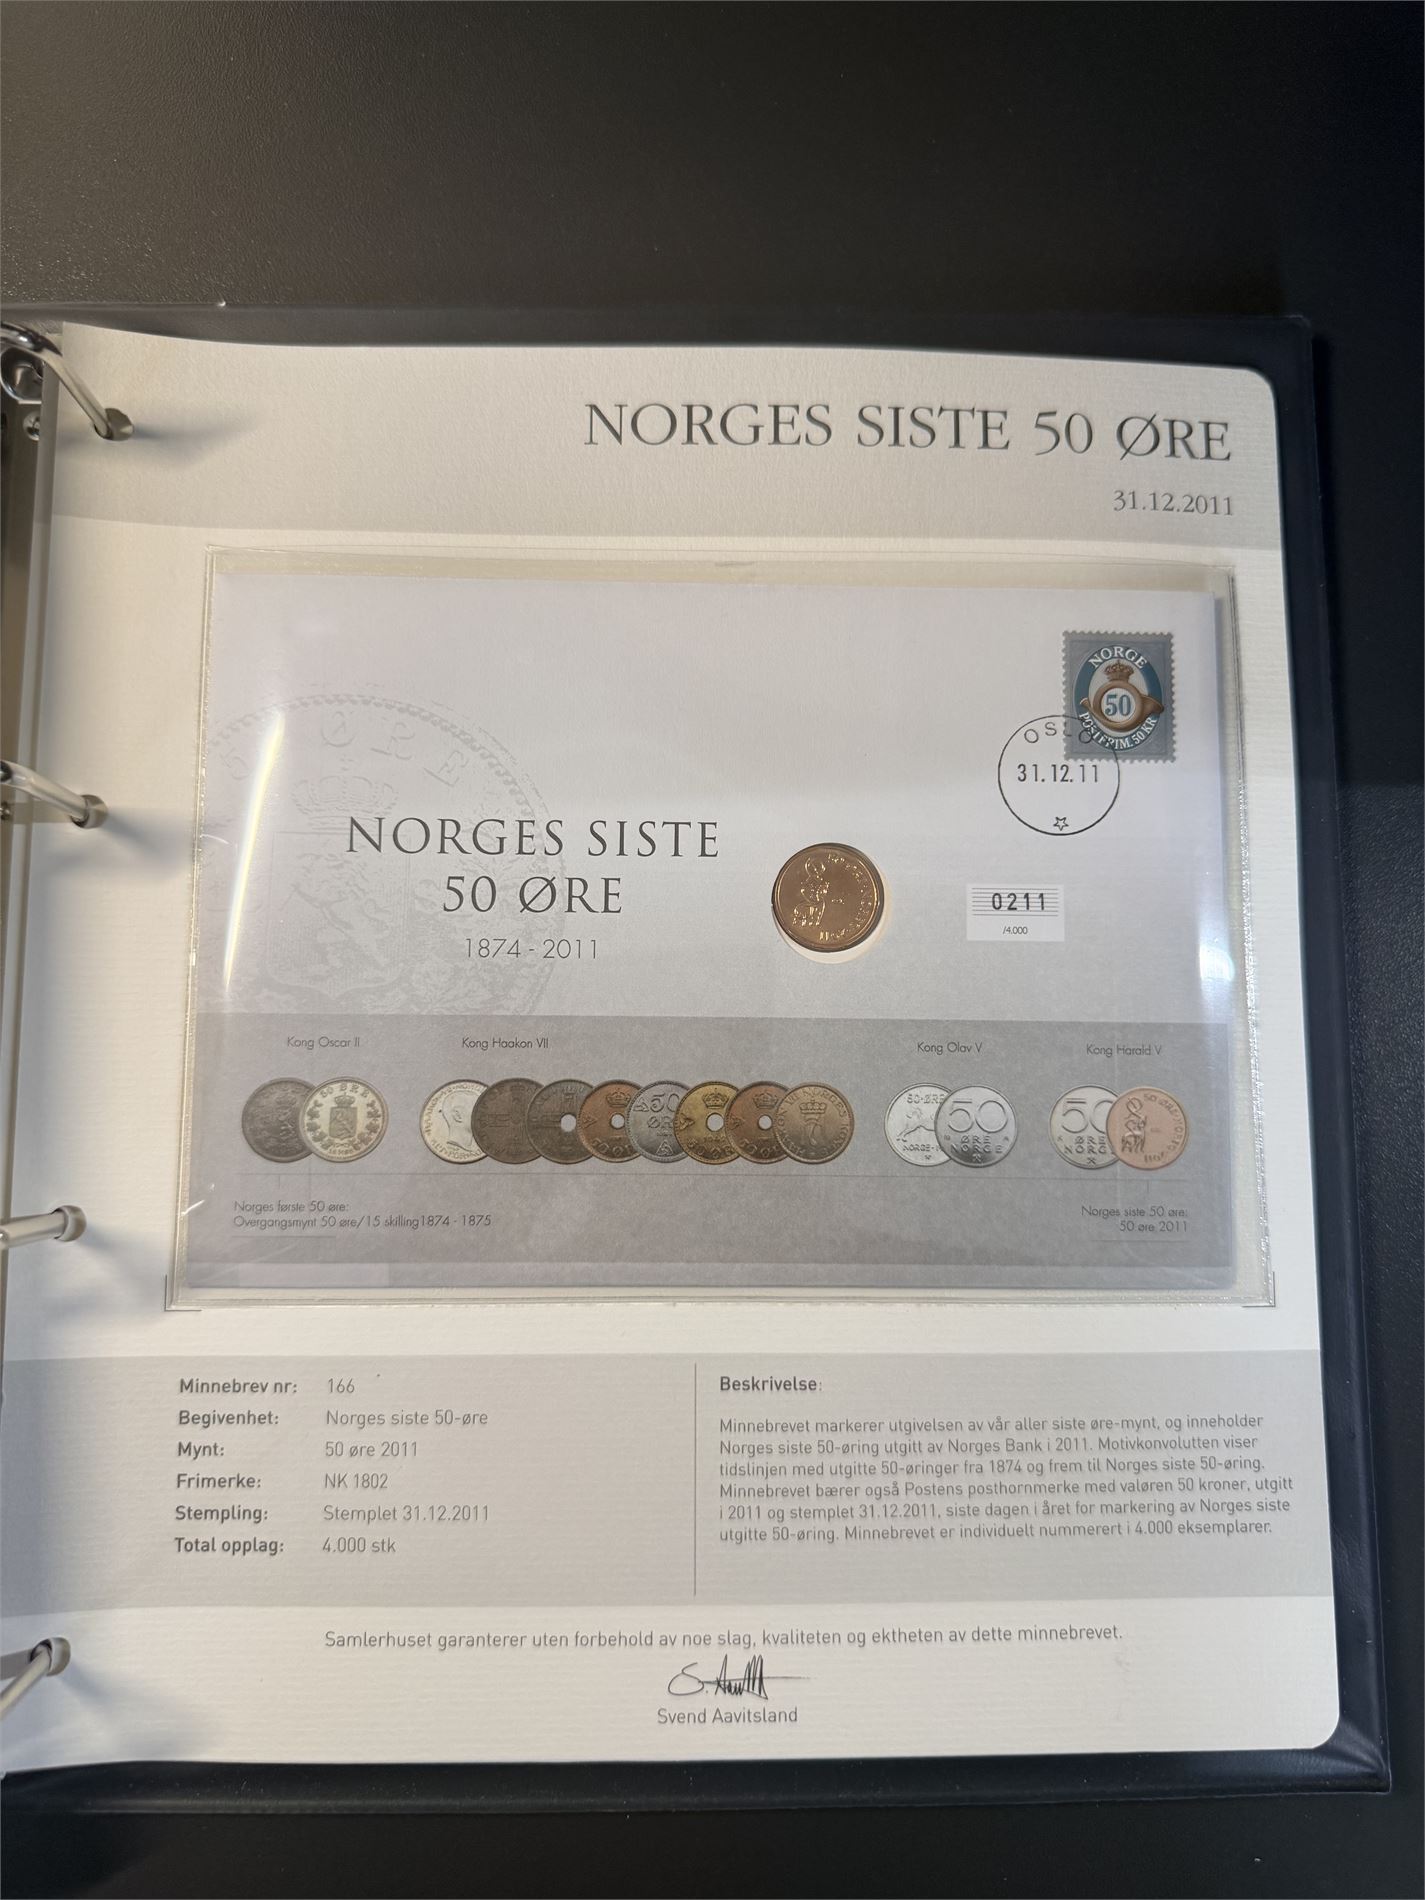 NORGES SISTE 50 ØRE
31.12.2011
NORGE
50
POSTFRIM. 50 KR
OSLO
31.12.11
NORGES SISTE
50 ØRE
1874 - 2011
0211
/4.000
Kong Oscar II
Kong Haakon VII
Kong Olav V
Kong Harald V
Norges første 50 øre:
Overgangsmynt 50 øre/15 skilling1874 - 1875
Norges siste 50 øre:
50 øre 2011
Minnebrev nr: 166
Begivenhet: Norges siste 50-øre
Mynt: 50 øre 2011
Frimerke: NK 1802
Stempling: Stemplet 31.12.2011
Total opplag: 4.000 stk
Beskrivelse:
Minnebrevet markerer utgivelsen av vår aller siste øre-mynt, og inneholder
Norges siste 50-øring utgitt av Norges Bank i 2011. Motivkonvolutten viser
tidslinjen med utgitte 50-øringer fra 1874 og frem til Norges siste 50-øring.
Minnebrevet bærer også Postens posthornmerke med valøren 50 kroner, utgitt
i 2011 og stemplet 31.12.2011, siste dagen i året for markering av Norges siste
utgitte 50-øring. Minnebrevet er individuelt nummerert i 4.000 eksemplarer.
Samlerhuset garanterer uten forbehold av noe slag, kvaliteten og ektheten av dette minnebrevet.
Svend Aavitsland